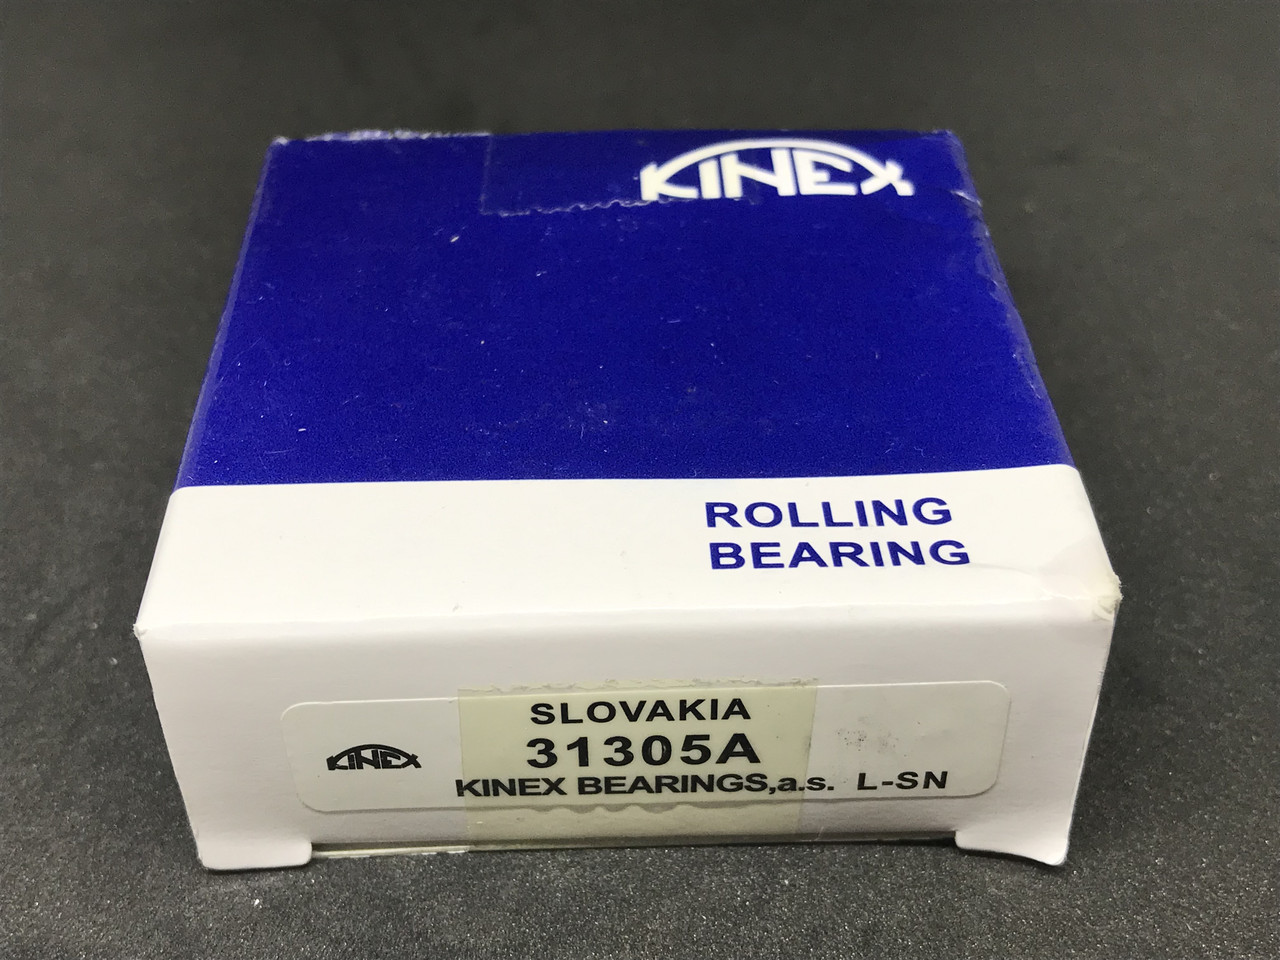 KINEX
ROLLING
BEARING
SLOVAKIA
31305A
KINEX
KINEX BEARINGS,a.s. L-SN